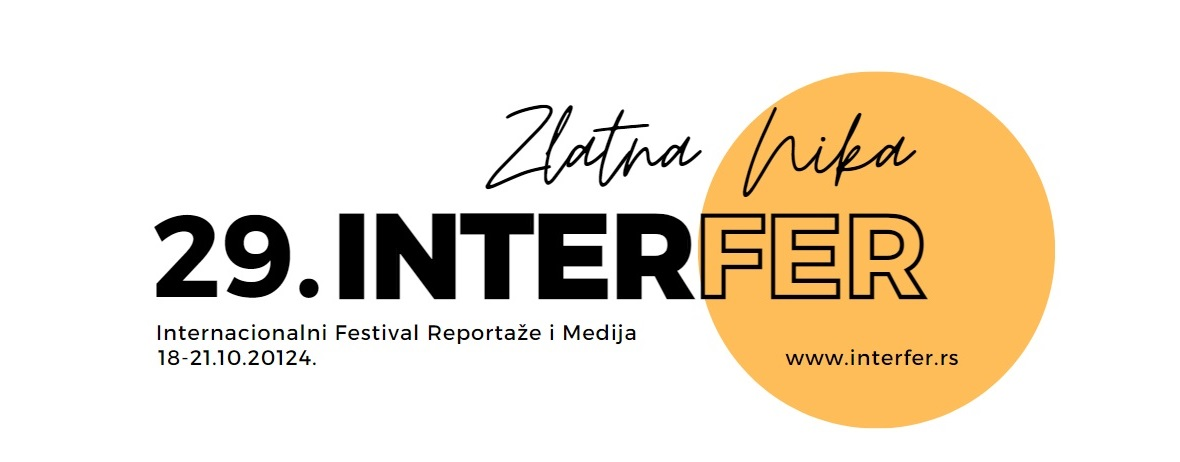 Zlatna Nika
29. INTERFER
Internacionalni Festival Reportaže i Medija
18-21.10.20124.
www.interfer.rs